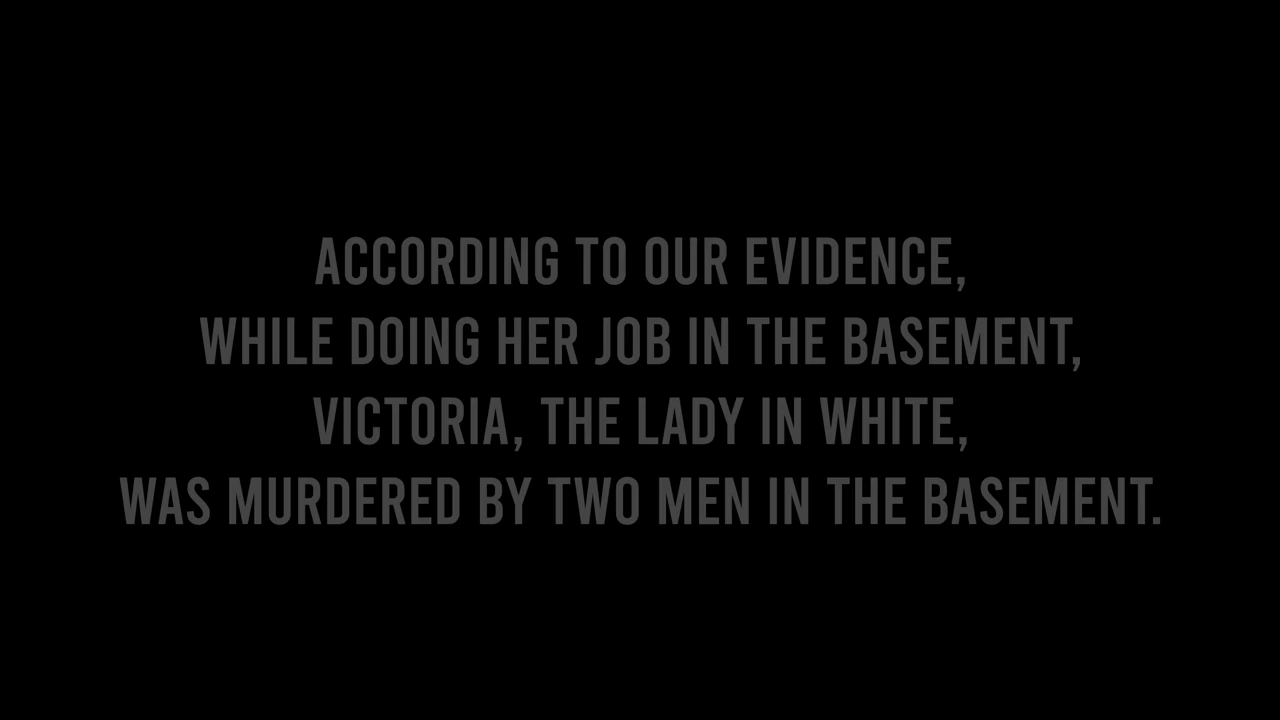 ACCORDING TO OUR EVIDENCE,
WHILE DOING HER JOB IN THE BASEMENT,
VICTORIA, THE LADY IN WHITE,
WAS MURDERED BY TWO MEN IN THE BASEMENT.